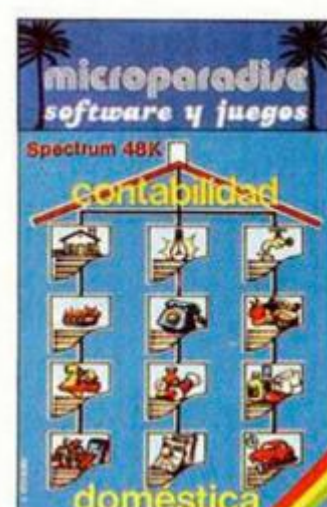 microparadise
software y juegos
Spectrum 48K
contabilidad
doméstica